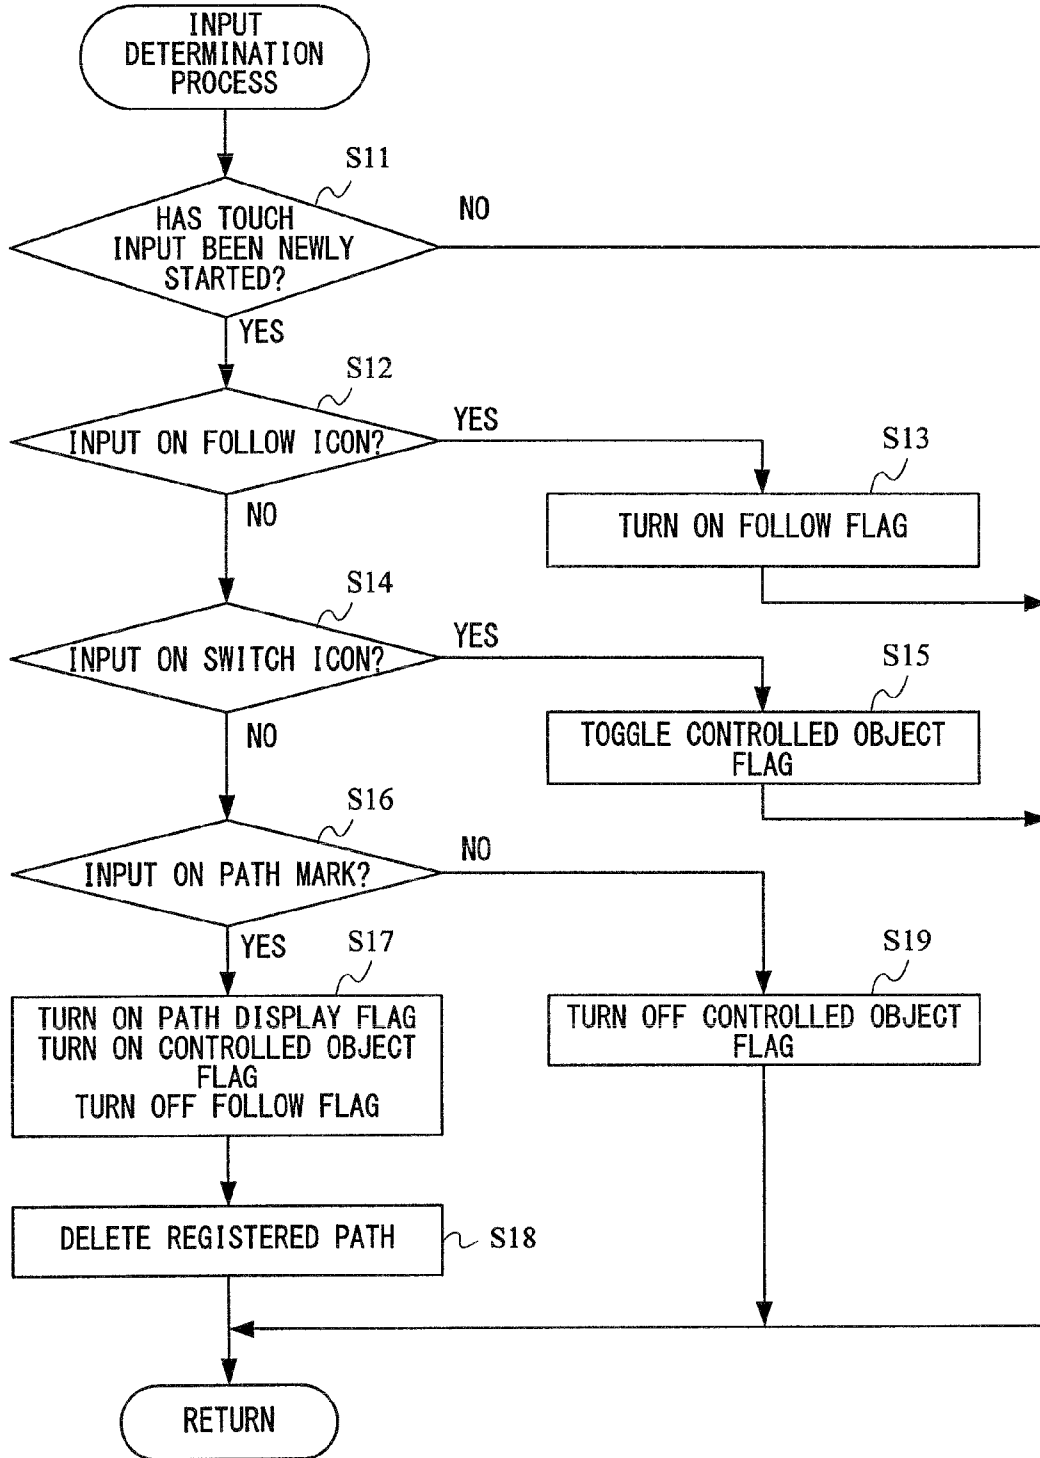 INPUT
DETERMINATION
PROCESS
S11
HAS TOUCH
INPUT BEEN NEWLY
STARTED?
NO
YES
S12
INPUT ON FOLLOW ICON?
YES
S13
TURN ON FOLLOW FLAG
NO
S14
INPUT ON SWITCH ICON?
YES
S15
TOGGLE CONTROLLED OBJECT
FLAG
NO
S16
INPUT ON PATH MARK?
NO
YES
S17
TURN ON PATH DISPLAY FLAG
TURN ON CONTROLLED OBJECT
FLAG
TURN OFF FOLLOW FLAG
S19
TURN OFF CONTROLLED OBJECT
FLAG
DELETE REGISTERED PATH
S18
RETURN